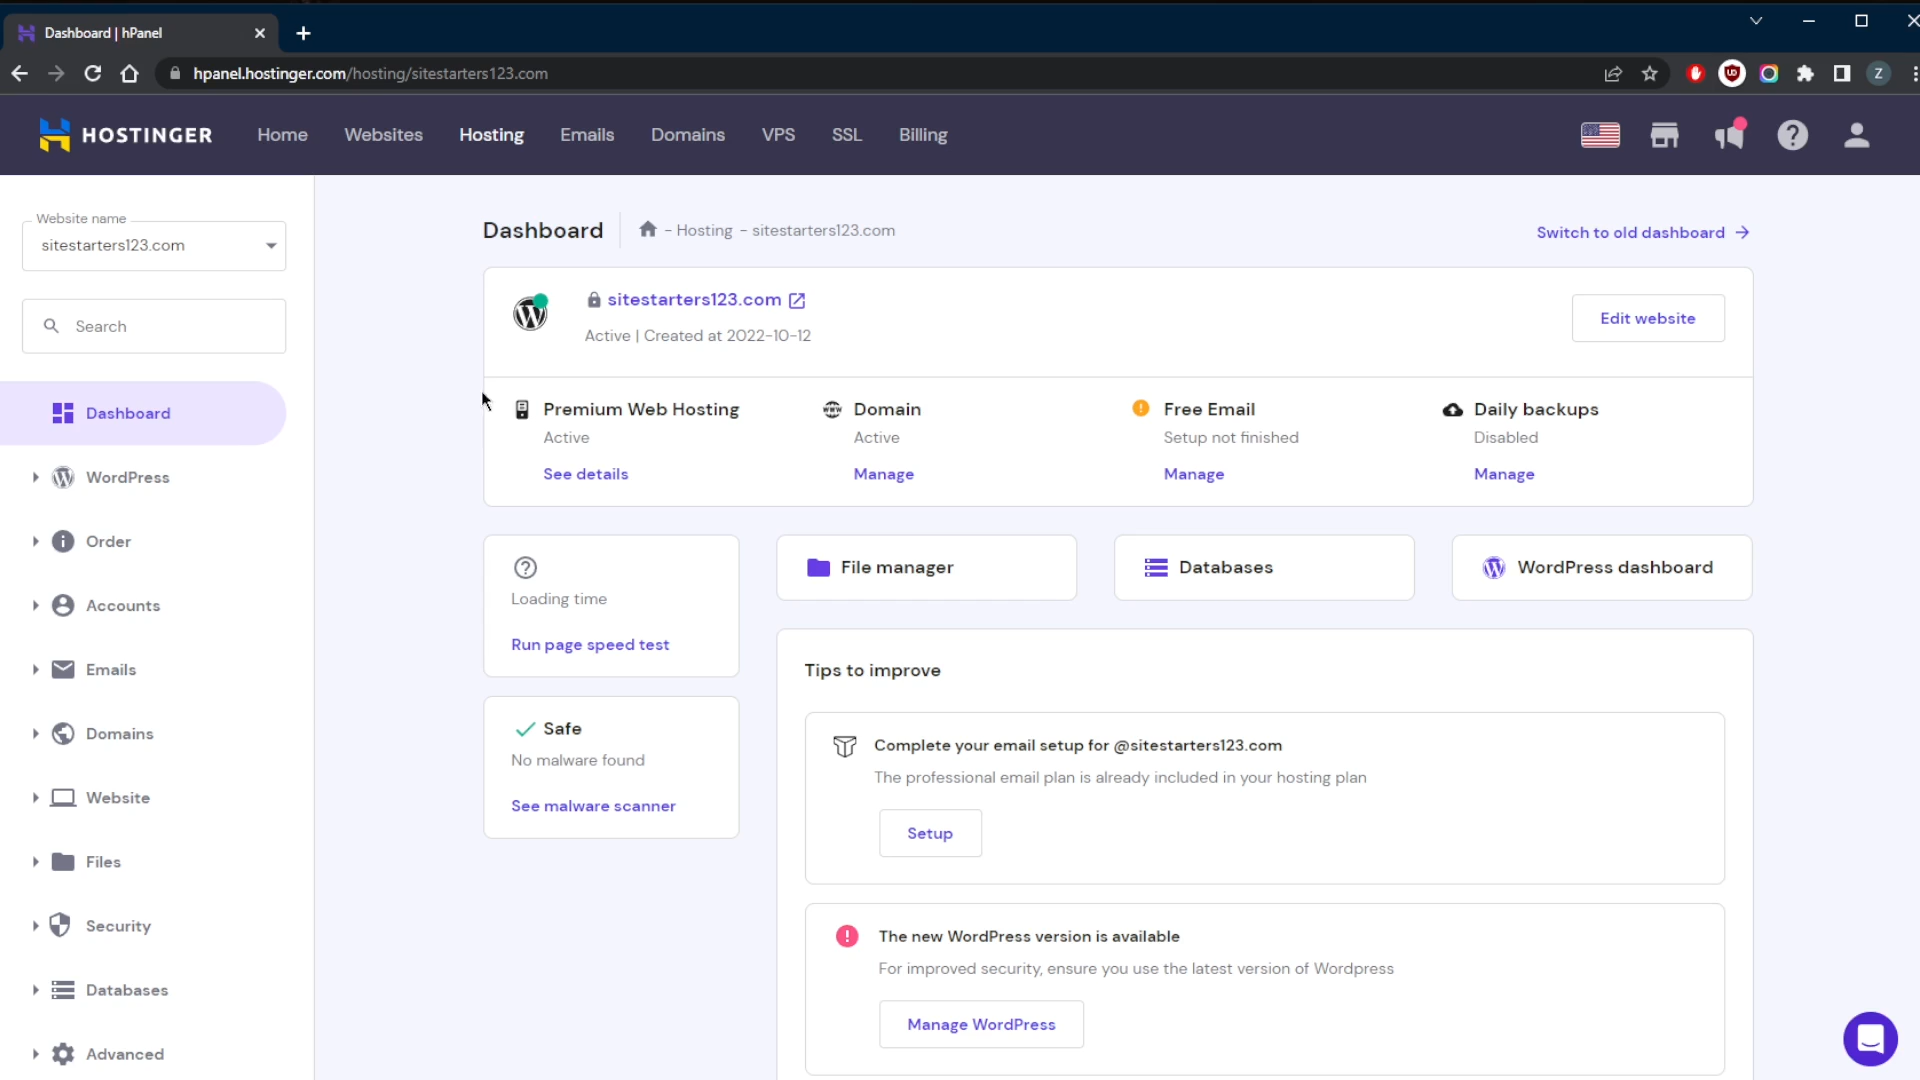 Dashboard | hPanel
hpanel.hostinger.com/hosting/sitestarters123.com
Z
HOSTINGER
Home
Websites
Hosting
Emails
Domains
VPS
SSL
Billing
Website name
sitestarters123.com
Search
Dashboard
WordPress
Order
Accounts
Emails
Domains
Website
Files
Security
Databases
Advanced
Dashboard
- Hosting - sitestarters123.com
Switch to old dashboard
sitestarters123.com
Active | Created at 2022-10-12
Edit website
Premium Web Hosting
Active
See details
Domain
Active
Manage
Free Email
Setup not finished
Manage
Daily backups
Disabled
Manage
Loading time
Run page speed test
Safe
No malware found
See malware scanner
File manager
Databases
WordPress dashboard
Tips to improve
Complete your email setup for @sitestarters123.com
The professional email plan is already included in your hosting plan
Setup
The new WordPress version is available
For improved security, ensure you use the latest version of Wordpress
Manage WordPress